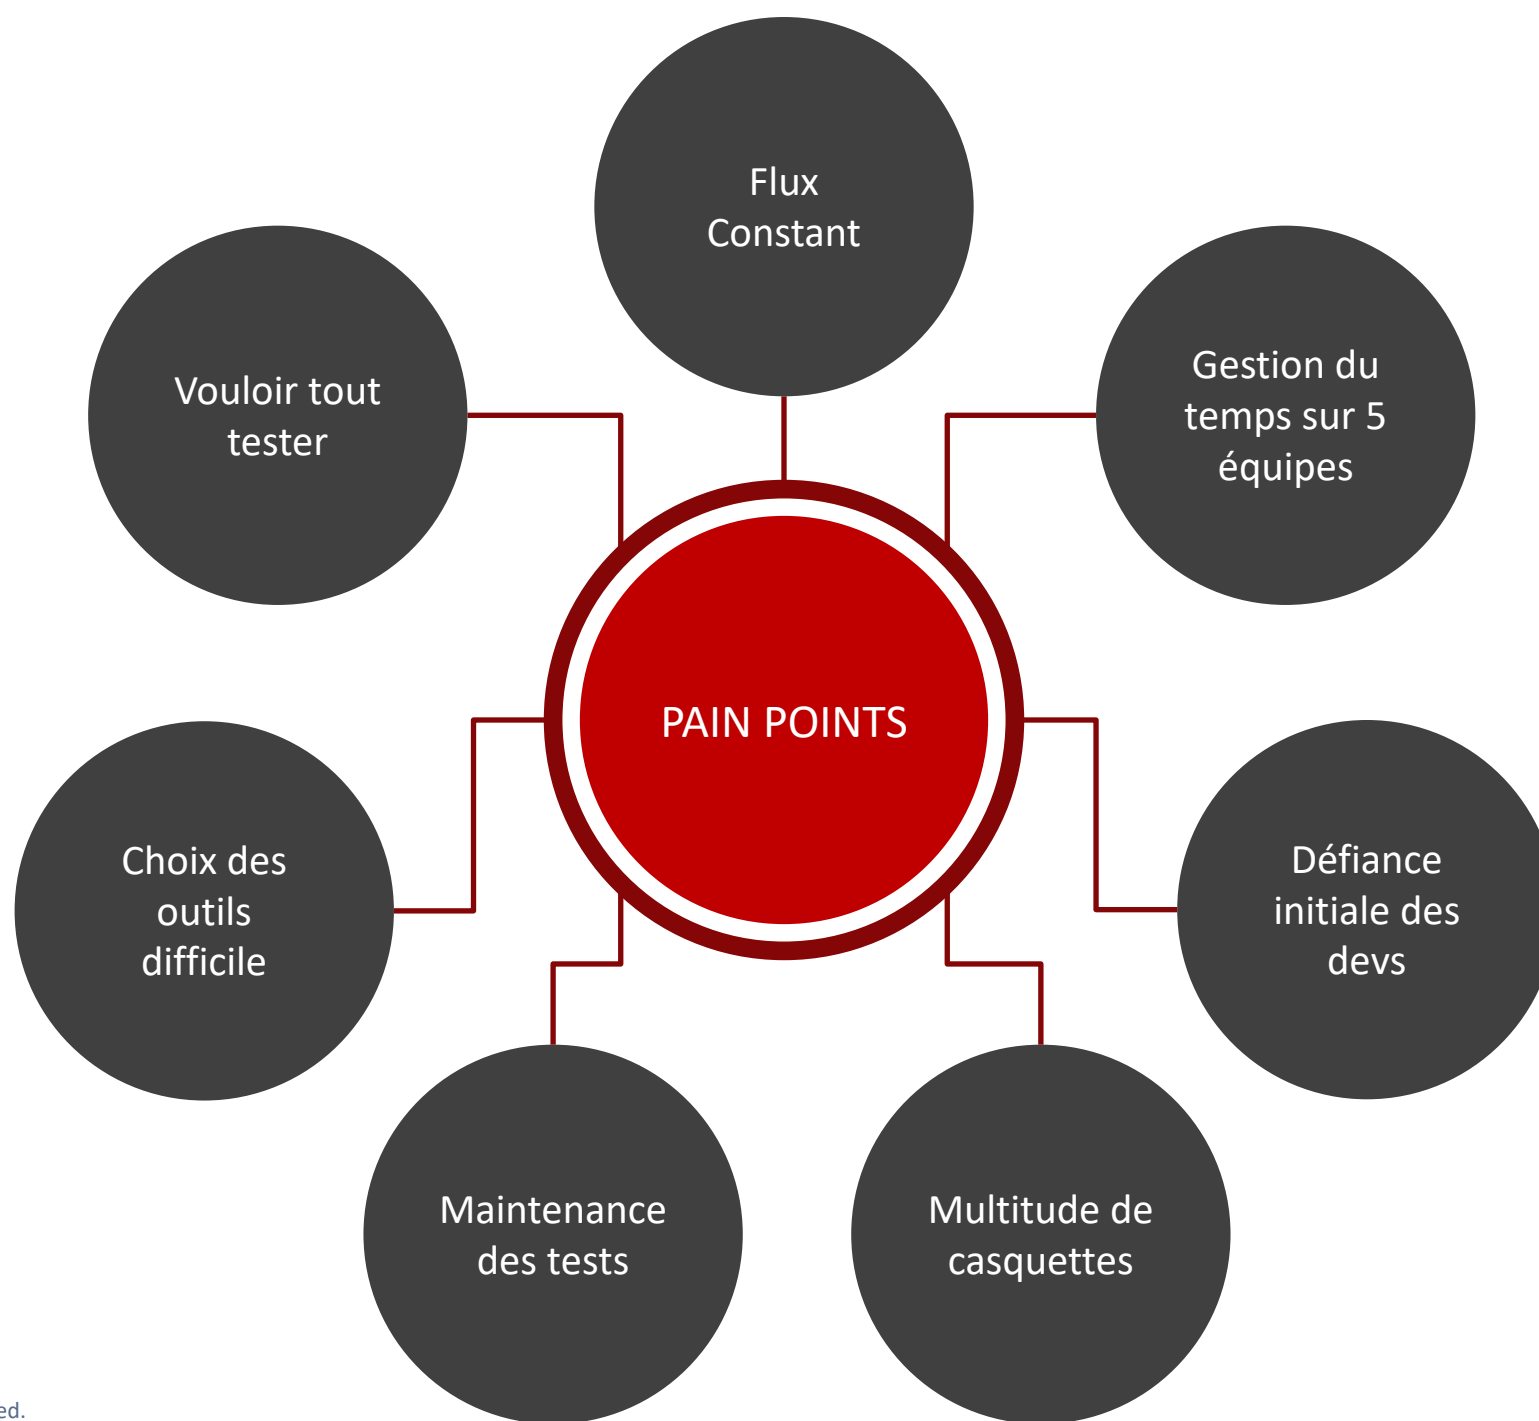 Flux
Constant
Gestion du
temps sur 5
équipes
Vouloir tout
tester
PAIN POINTS
Défiance
initiale des
devs
Choix des
outils
difficile
Maintenance
des tests
Multitude de
casquettes
ed.